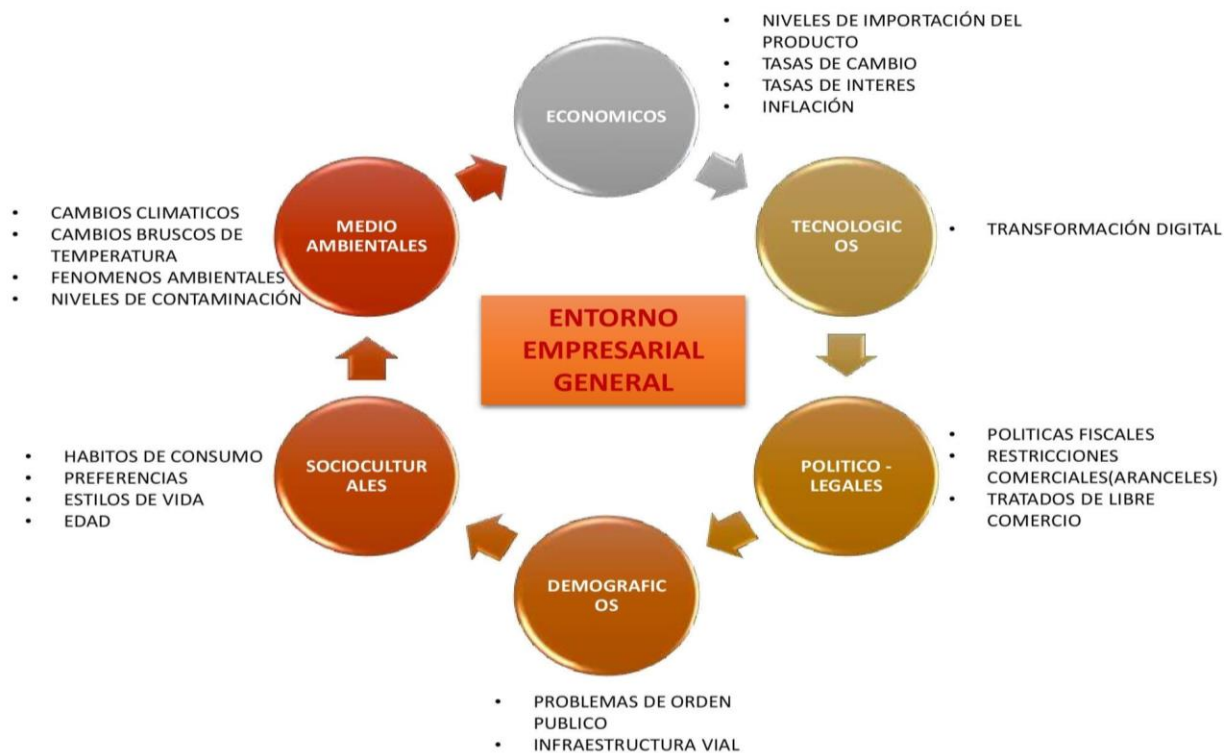 • NIVELES DE IMPORTACIÓN DEL
PRODUCTO
• TASAS DE CAMBIO
• TASAS DE INTERES
• INFLACIÓN
ECONOMICOS
TECNOLOGIC
OS
• TRANSFORMACIÓN DIGITAL
POLITICO -
LEGALES
• POLITICAS FISCALES
• RESTRICCIONES
COMERCIALES(ARANCELES)
• TRATADOS DE LIBRE
COMERCIO
DEMOGRAFIC
OS
• PROBLEMAS DE ORDEN
PUBLICO
• INFRAESTRUCTURA VIAL
SOCIOCULTUR
ALES
• HABITOS DE CONSUMO
• PREFERENCIAS
• ESTILOS DE VIDA
• EDAD
MEDIO
AMBIENTALES
• CAMBIOS CLIMATICOS
• CAMBIOS BRUSCOS DE
TEMPERATURA
• FENOMENOS AMBIENTALES
• NIVELES DE CONTAMINACIÓN
ENTORNO
EMPRESARIAL
GENERAL